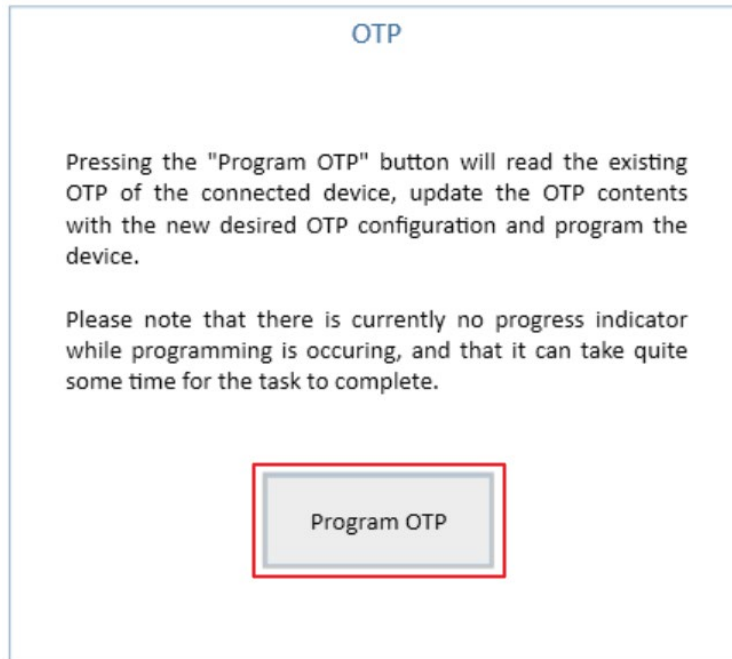 OTP
Pressing the "Program OTP" button will read the existing
OTP of the connected device, update the OTP contents
with the new desired OTP configuration and program the
device.
Please note that there is currently no progress indicator
while programming is occuring, and that it can take quite
some time for the task to complete.
Program OTP